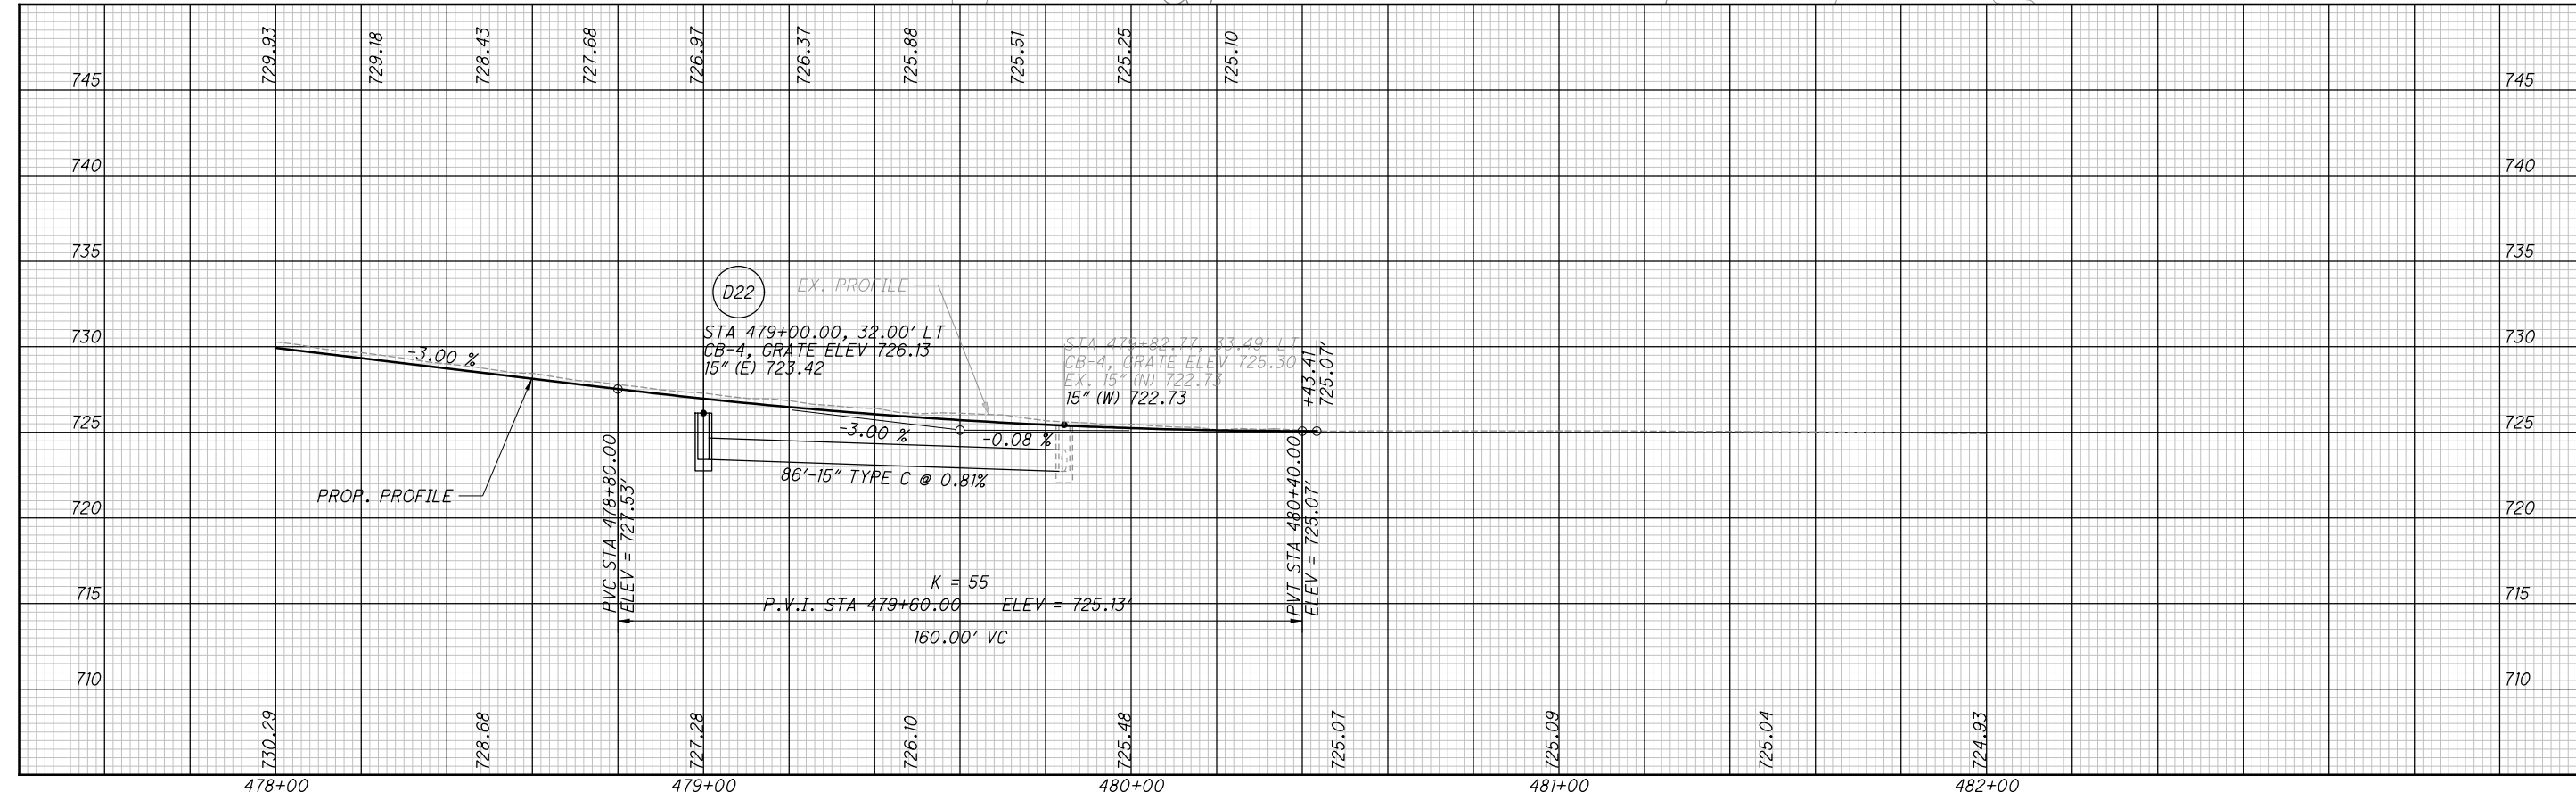 729.93
729.18
728.43
727.68
726.97
726.37
725.88
725.51
725.25
725.10
745
745
740
740
735
735
D22
EX. PROFILE
STA 479+00.00, 32.00' LT
CB-4, GRATE ELEV 726.13
15" (E) 723.42
STA 479+82.77, 33.49' LT
CB-4, GRATE ELEV 725.30
EX. 15" (N) 722.73
15" (W) 722.73
+43.41
725.07'
730
730
-3.00 %
725
725
-3.00 %
-0.08 %
86'-15" TYPE C @ 0.81%
PROP. PROFILE
PVC STA 478+80.00
ELEV = 727.53'
PVT STA 480+40.00
ELEV = 725.07'
720
720
K = 55
P.V.I. STA 479+60.00 ELEV = 725.13'
160.00' VC
715
715
710
710
730.29
728.68
727.28
726.10
725.48
725.07
725.09
725.04
724.93
478+00
479+00
480+00
481+00
482+00